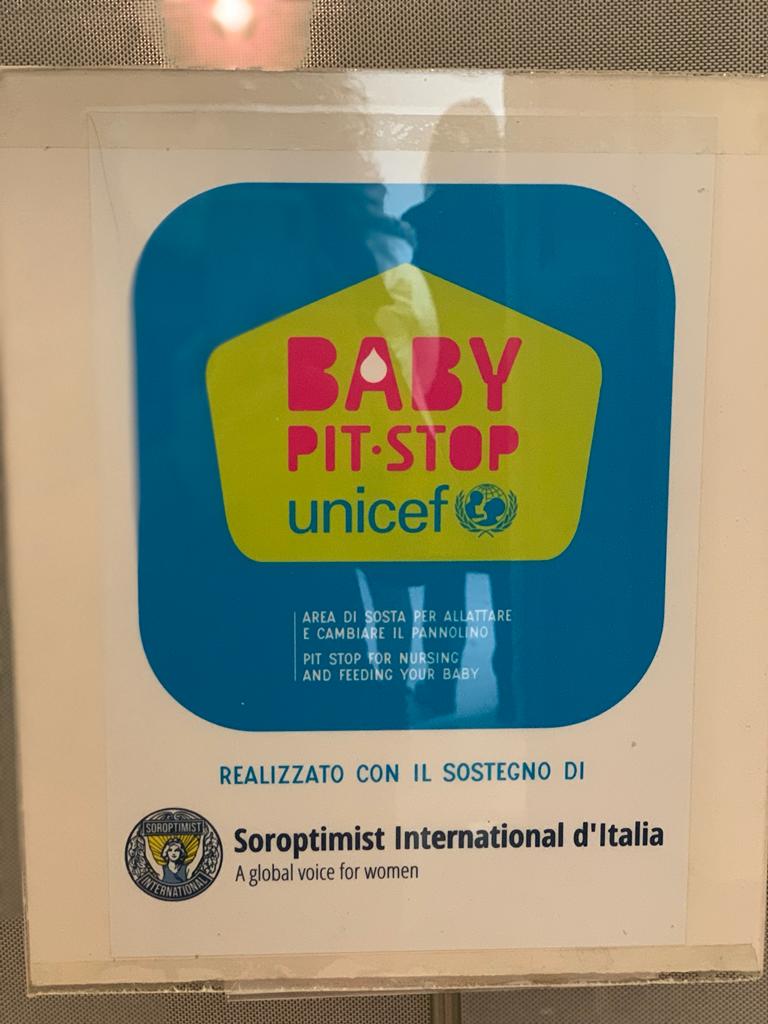 BABY
PIT·STOP
unicef
AREA DI SOSTA PER ALLATTARE
E CAMBIARE IL PANNOLINO
PIT STOP FOR NURSING
AND FEEDING YOUR BABY
REALIZZATO CON IL SOSTEGNO DI
SOROPTIMIST
INTERNATIONAL
Soroptimist International d'Italia
A global voice for women